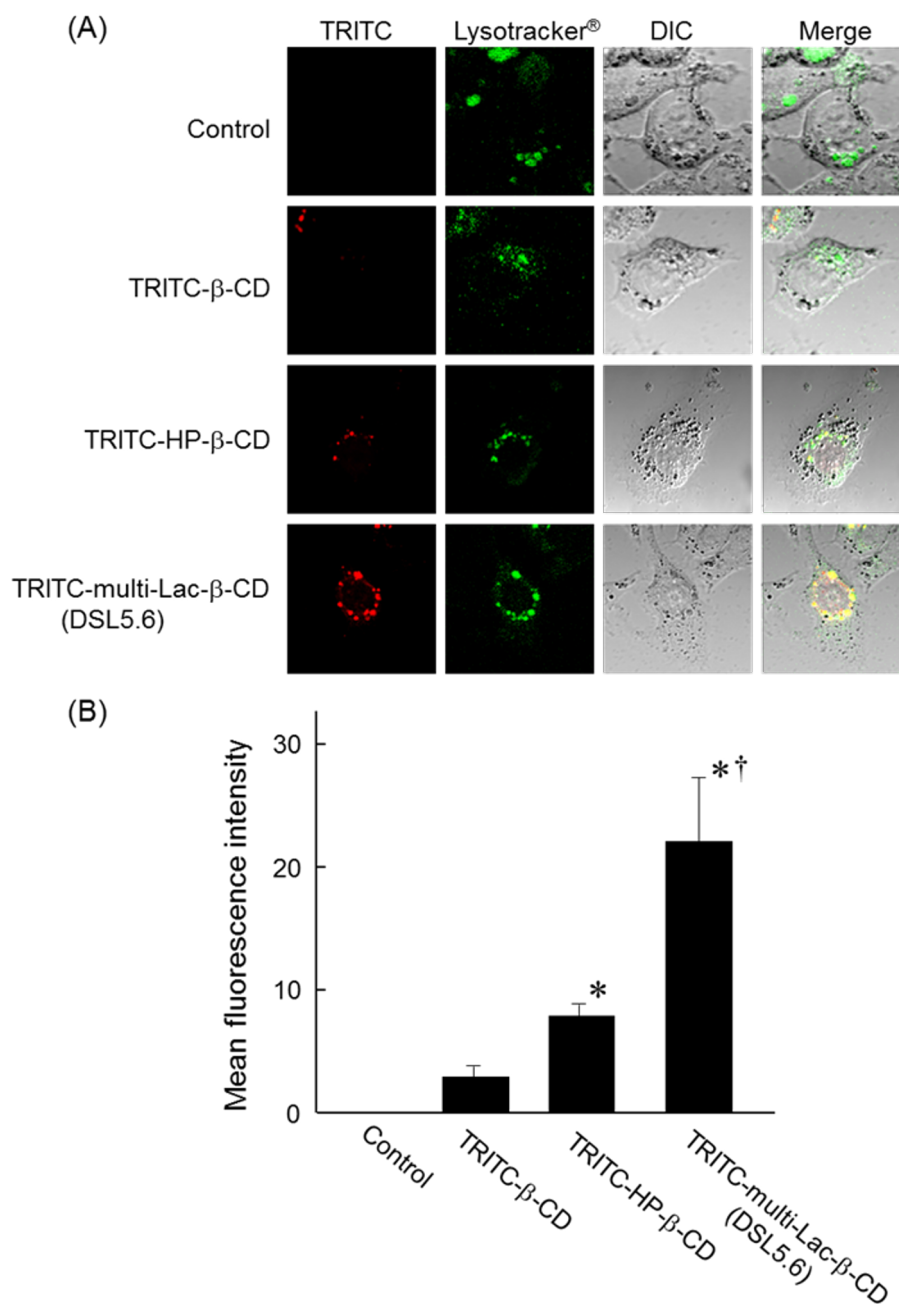 (A)
TRITC Lysotracker® DIC Merge
Control
TRITC-β-CD
TRITC-HP-β-CD
TRITC-multi-Lac-β-CD
(DSL5.6)
(B)
Mean fluorescence intensity
30
20
10
0
*†
*
Control
TRITC-β-CD
TRITC-HP-β-CD
TRITC-multi-Lac-β-CD
(DSL5.6)